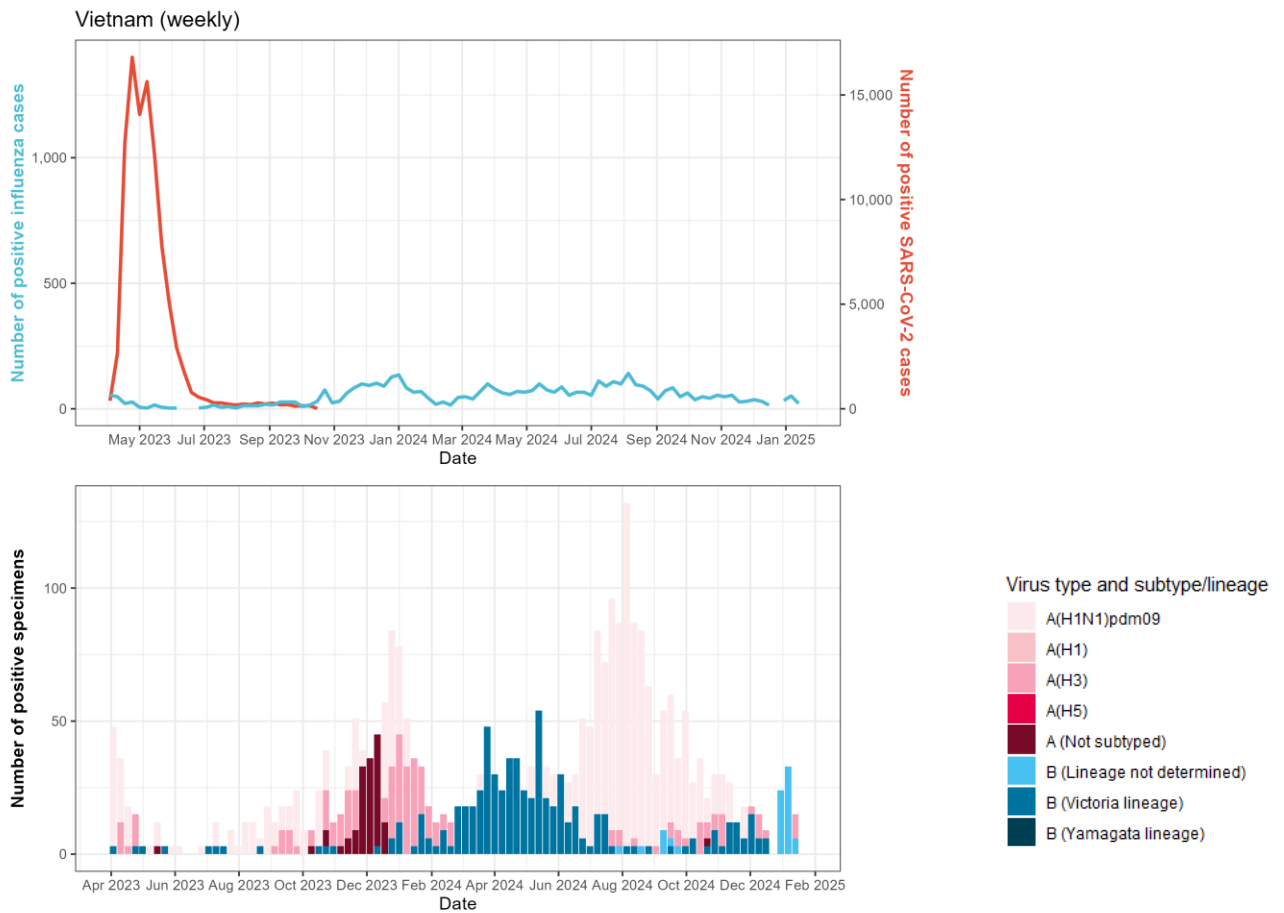 Vietnam (weekly)
Number of positive influenza cases
1,000
500
0
15,000
10,000
5,000
0
Number of positive SARS-CoV-2 cases
May 2023 Jul 2023 Sep 2023 Nov 2023 Jan 2024 Mar 2024 May 2024 Jul 2024 Sep 2024 Nov 2024 Jan 2025
Date
Number of positive specimens
100
50
0
Apr 2023 Jun 2023 Aug 2023 Oct 2023 Dec 2023 Feb 2024 Apr 2024 Jun 2024 Aug 2024 Oct 2024 Dec 2024 Feb 2025
Date
Virus type and subtype/lineage
A(H1N1)pdm09
A(H1)
A(H3)
A(H5)
A (Not subtyped)
B (Lineage not determined)
B (Victoria lineage)
B (Yamagata lineage)